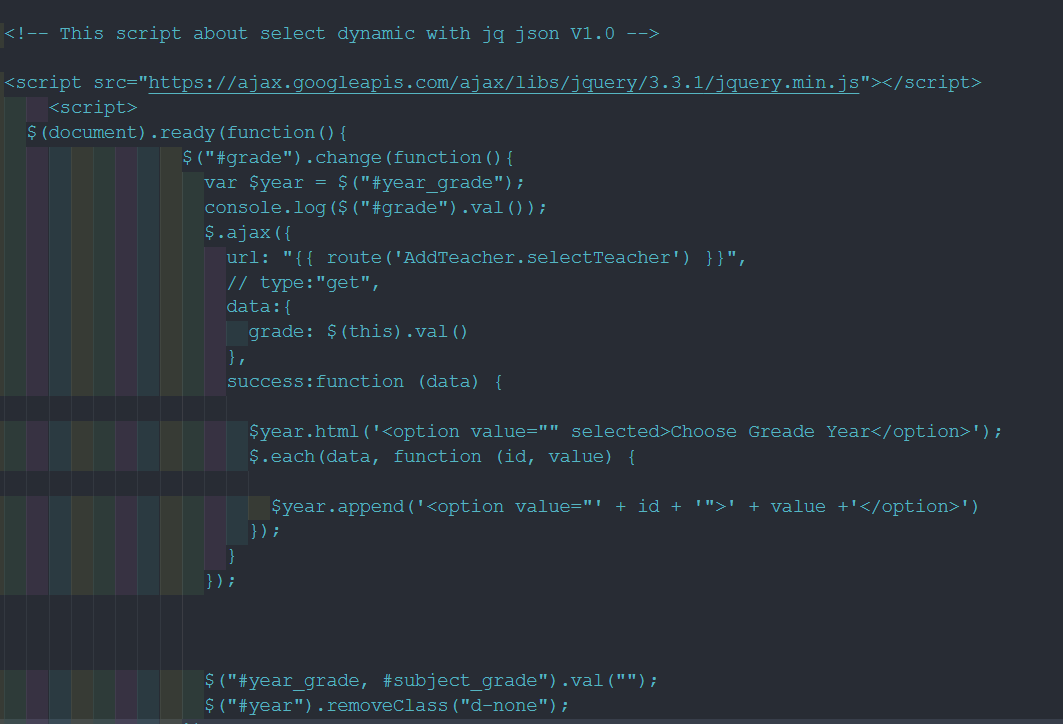 <!-- This script about select dynamic with jq json V1.0 -->
<script src="https://ajax.googleapis.com/ajax/libs/jquery/3.3.1/jquery.min.js"></script>
<script>
$(document).ready(function(){
$("#grade").change(function(){
var $year = $("#year_grade");
console.log($("#grade").val());
$.ajax({
url: "{{ route('AddTeacher.selectTeacher') }}",
// type:"get",
data:{
grade: $(this).val()
},
success:function (data) {
$year.html('<option value="" selected>Choose Greade Year</option>');
$.each(data, function (id, value) {
$year.append('<option value="' + id + '">' + value +'</option>')
});
}
});
$("#year_grade, #subject_grade").val("");
$("#year").removeClass("d-none");